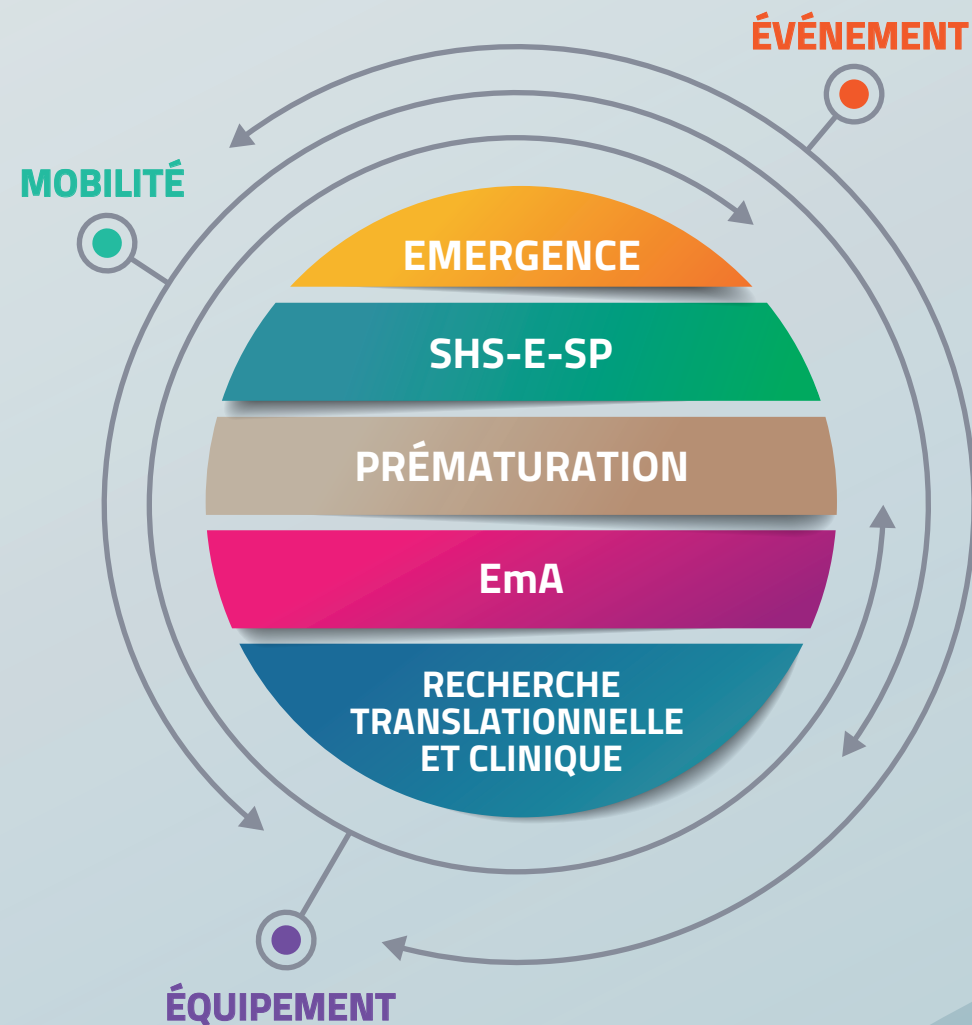 ÉVÉNEMENT
MOBILITÉ
EMERGENCE
SHS-E-SP
PRÉMATURATION
EmA
RECHERCHE
TRANSLATIONNELLE
ET CLINIQUE
ÉQUIPEMENT